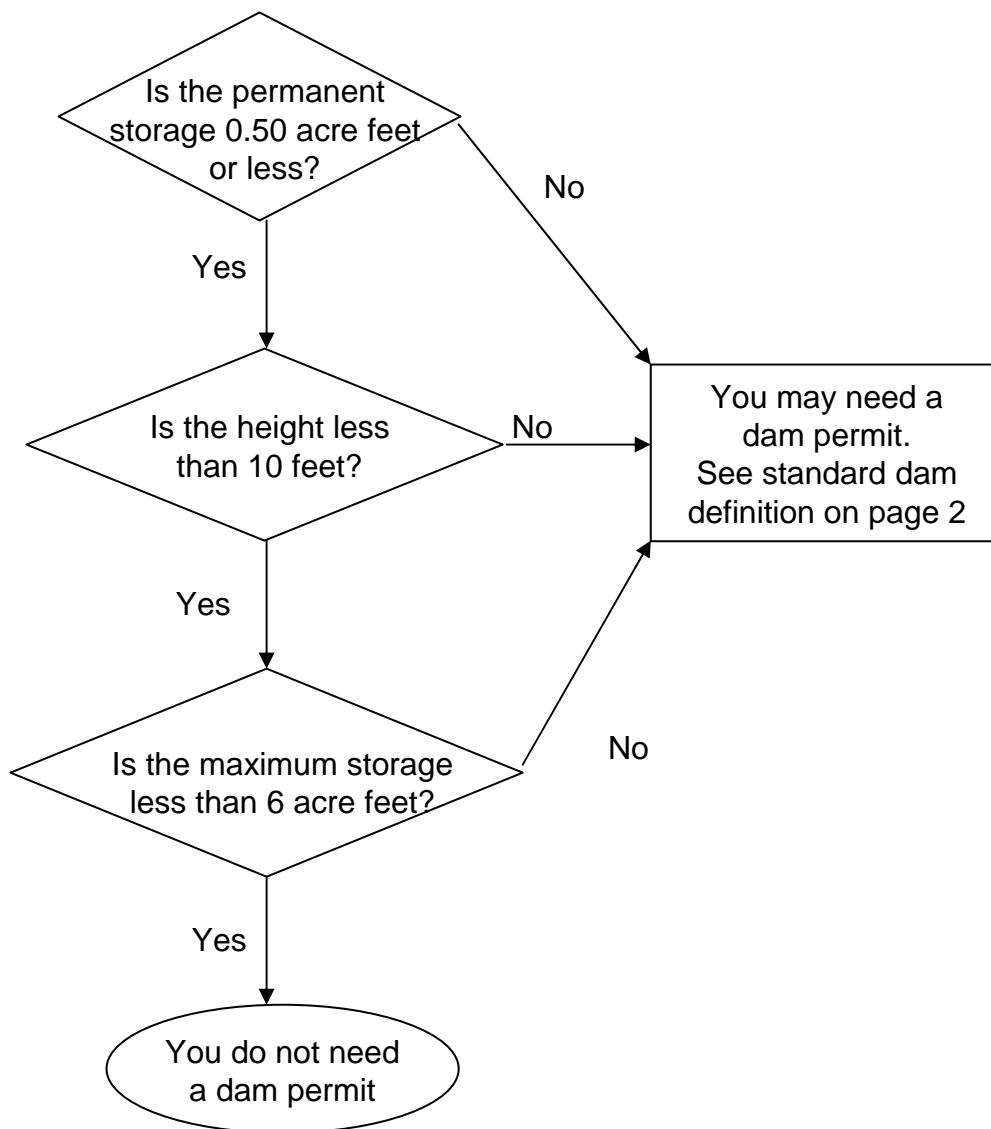 Is the permanent
storage 0.50 acre feet
or less?
No
Yes
Is the height less
than 10 feet?
No
You may need a
dam permit.
See standard dam
definition on page 2
Yes
Is the maximum storage
less than 6 acre feet?
No
Yes
You do not need
a dam permit